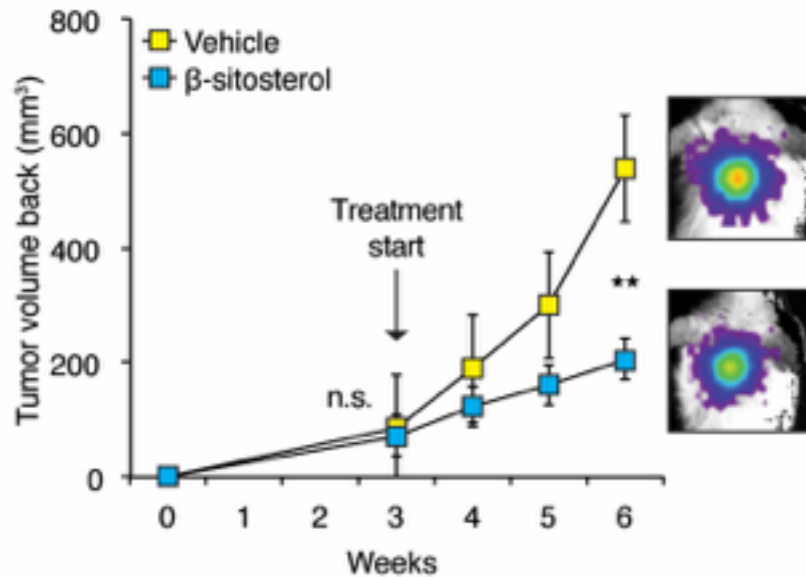 800
600
400
200
0
Tumor volume back (mm³)
Vehicle
β-sitosterol
Treatment
start
n.s.
★★
0 1 2 3 4 5 6
Weeks